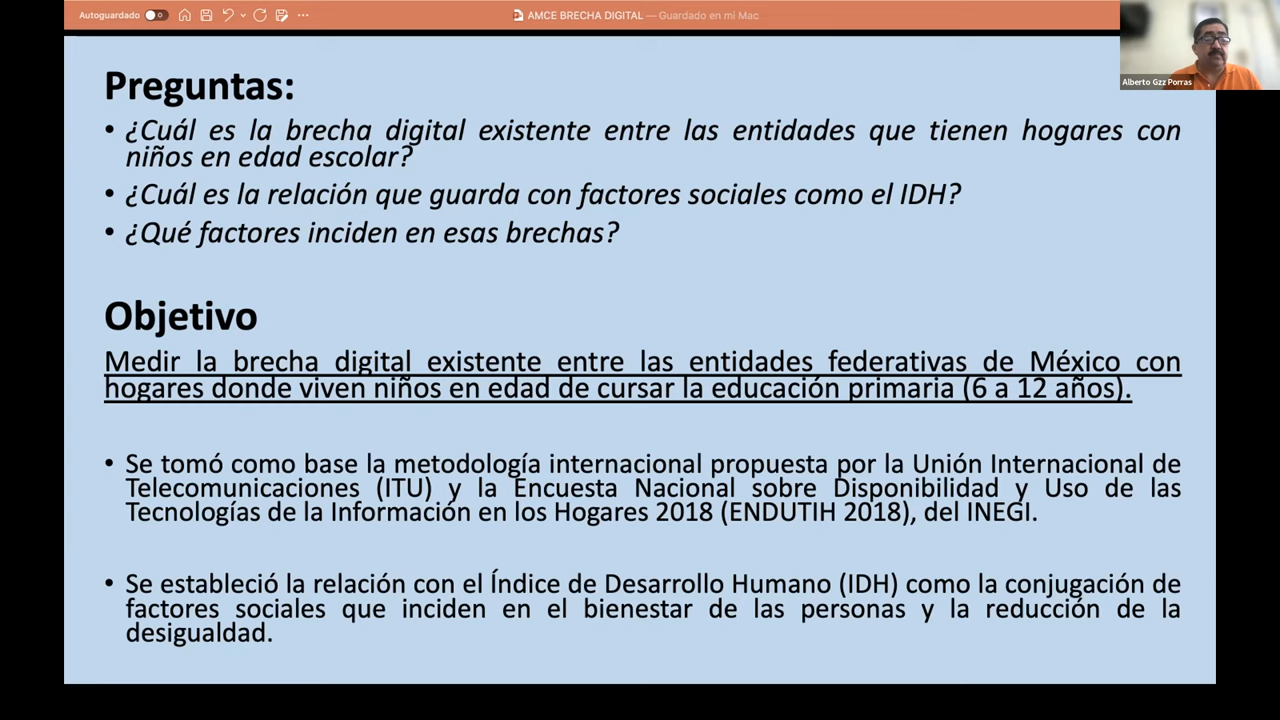 Autoguardado
AMCE BRECHA DIGITAL — Guardado en mi Mac
Alberto Gzz Porras
Preguntas:
• ¿Cuál es la brecha digital existente entre las entidades que tienen hogares con
niños en edad escolar?
• ¿Cuál es la relación que guarda con factores sociales como el IDH?
• ¿Qué factores inciden en esas brechas?
Objetivo
Medir la brecha digital existente entre las entidades federativas de México con
hogares donde viven niños en edad de cursar la educación primaria (6 a 12 años).
• Se tomó como base la metodología internacional propuesta por la Unión Internacional de
Telecomunicaciones (ITU) y la Encuesta Nacional sobre Disponibilidad y Uso de las
Tecnologías de la Información en los Hogares 2018 (ENDUTIH 2018), del INEGI.
• Se estableció la relación con el Índice de Desarrollo Humano (IDH) como la conjugación de
factores sociales que inciden en el bienestar de las personas y la reducción de la
desigualdad.